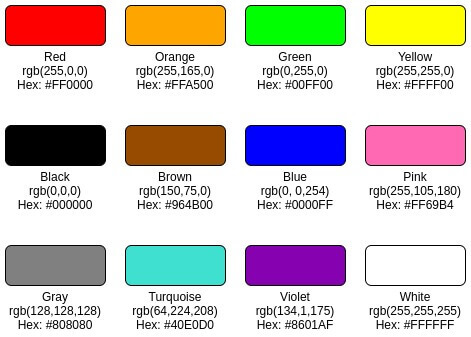 Red
rgb(255,0,0)
Hex: #FF0000
Orange
rgb(255,165,0)
Hex: #FFA500
Green
rgb(0,255,0)
Hex: #00FF00
Yellow
rgb(255,255,0)
Hex: #FFFF00
Black
rgb(0,0,0)
Hex: #000000
Brown
rgb(150,75,0)
Hex: #964B00
Blue
rgb(0, 0,254)
Hex: #0000FF
Pink
rgb(255,105,180)
Hex: #FF69B4
Gray
rgb(128,128,128)
Hex: #808080
Turquoise
rgb(64,224,208)
Hex: #40E0D0
Violet
rgb(134,1,175)
Hex: #8601AF
White
rgb(255,255,255)
Hex: #FFFFFF